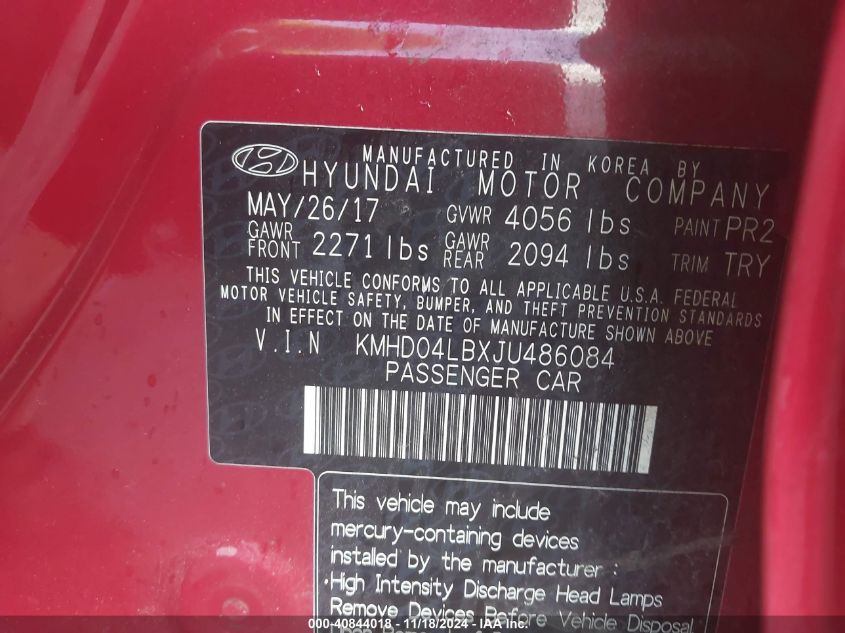 MANUFACTURED IN KOREA BY
HYUNDAI MOTOR COMPANY
MAY/26/17 GVWR 4056 lbs PAINT PR2
GAWR FRONT 2271 lbs GAWR REAR 2094 lbs TRIM TRY
THIS VEHICLE CONFORMS TO ALL APPLICABLE U.S.A. FEDERAL
MOTOR VEHICLE SAFETY, BUMPER, AND THEFT PREVENTION STANDARDS
IN EFFECT ON THE DATE OF MANUFACTURE SHOWN ABOVE
V.I.N KMHD04LBXJU486084
PASSENGER CAR
This vehicle may include
mercury-containing devices
installed by the manufacturer :
·High Intensity Discharge Head Lamps
Remove Devices Before Vehicle Disposal
000-40844018 - 11/18/2024 - IAA Inc.